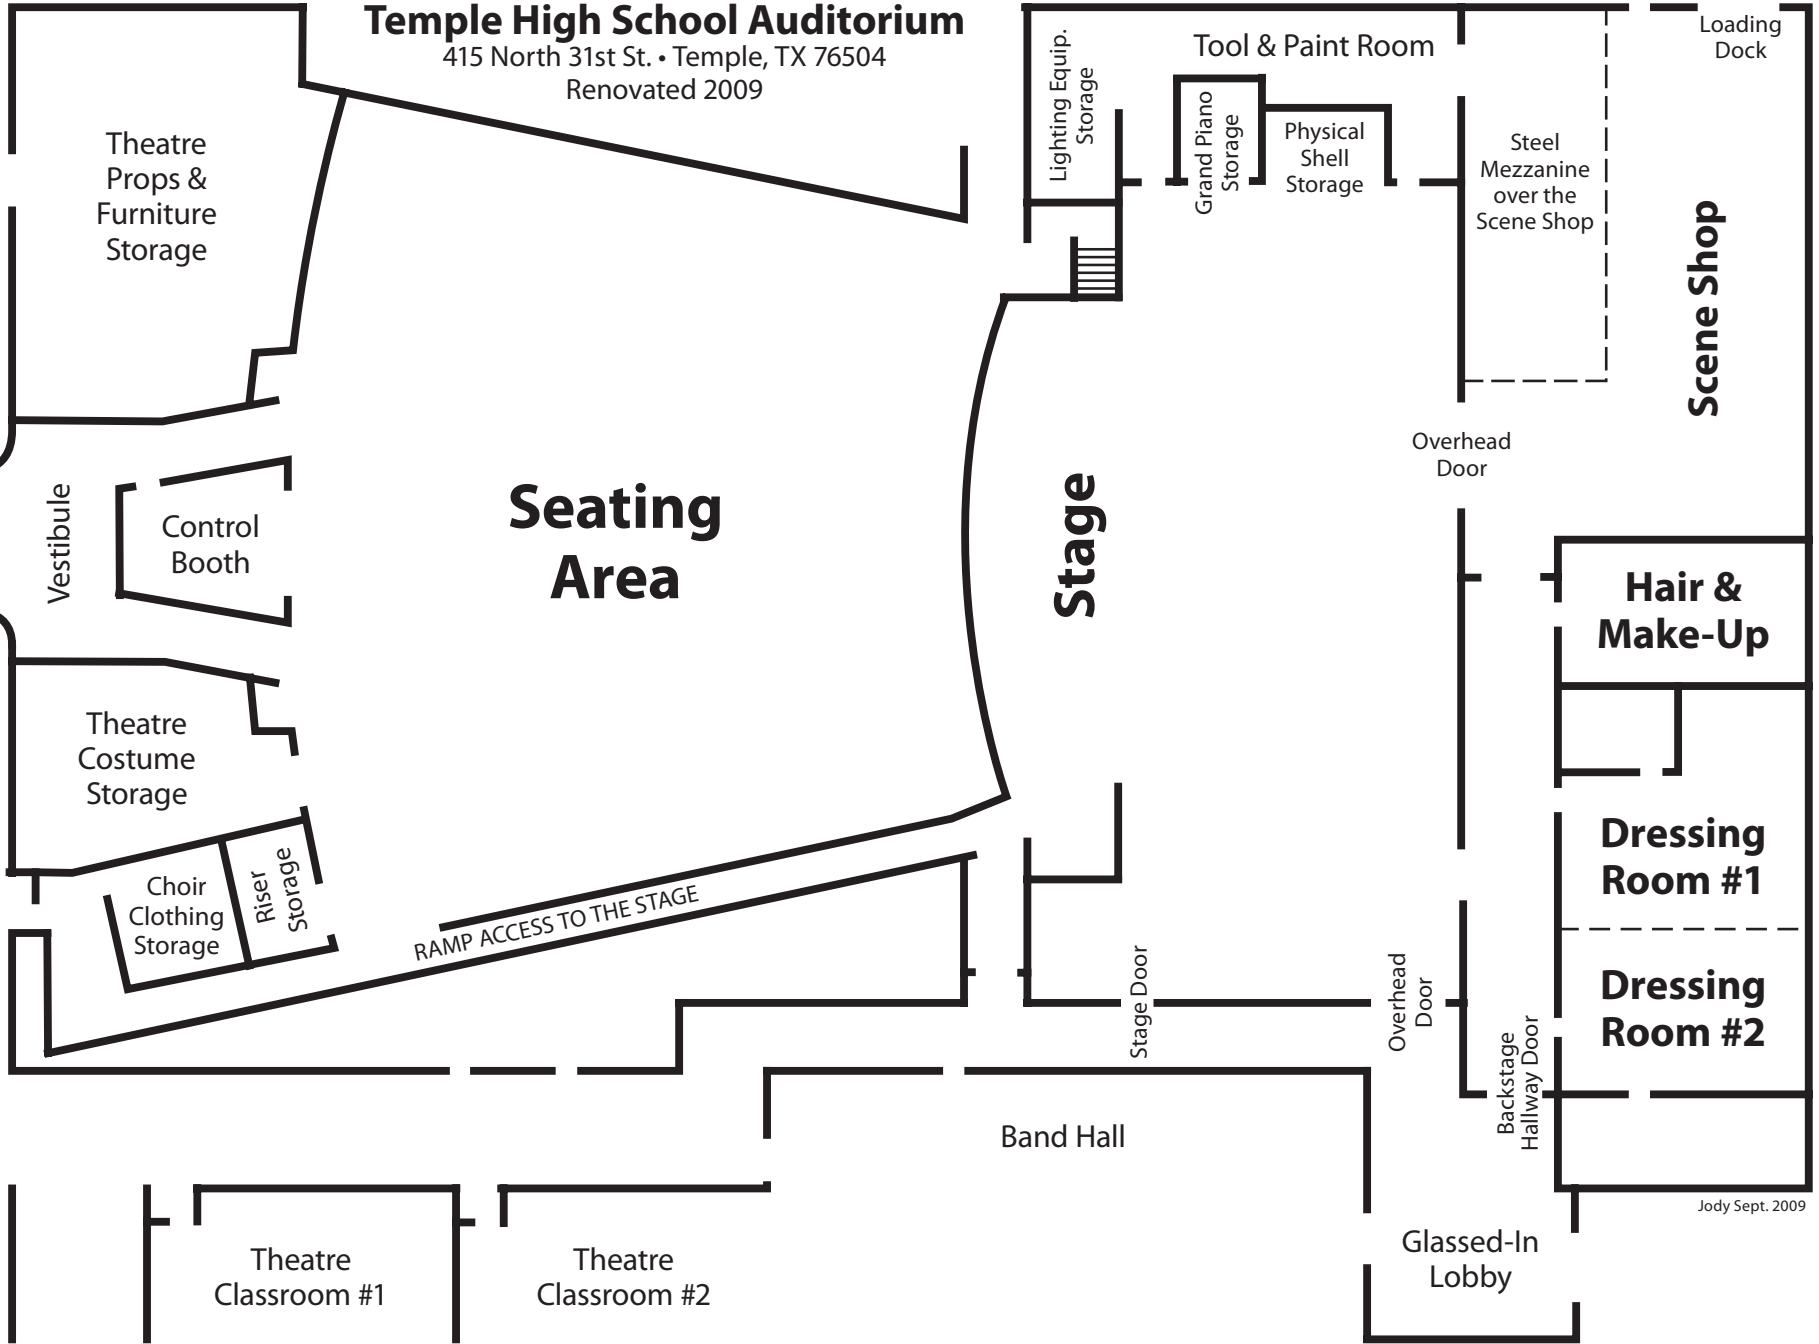 Temple High School Auditorium
415 North 31st St. • Temple, TX 76504
Renovated 2009
Theatre
Props &
Furniture
Storage
Lighting Equip.
Storage
Tool & Paint Room
Grand Piano
Storage
Physical
Shell
Storage
Steel
Mezzanine
over the
Scene Shop
Loading
Dock
Scene Shop
Overhead
Door
Vestibule
Control
Booth
Seating
Area
Stage
Hair &
Make-Up
Theatre
Costume
Storage
Choir
Clothing
Storage
Riser
Storage
RAMP ACCESS TO THE STAGE
Dressing
Room #1
Dressing
Room #2
Stage Door
Overhead
Door
Backstage
Hallway Door
Band Hall
Jody Sept. 2009
Theatre
Classroom #1
Theatre
Classroom #2
Glassed-In
Lobby